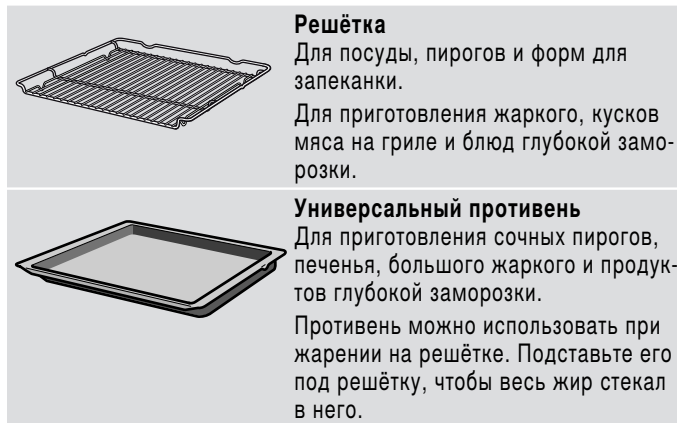 Решётка
Для посуды, пирогов и форм для
запеканки.
Для приготовления жаркого, кусков
мяса на гриле и блюд глубокой замо-
розки.
Универсальный противень
Для приготовления сочных пирогов,
печенья, большого жаркого и продук-
тов глубокой заморозки.
Противень можно использовать при
жарении на решётке. Подставьте его
под решётку, чтобы весь жир стекал
в него.